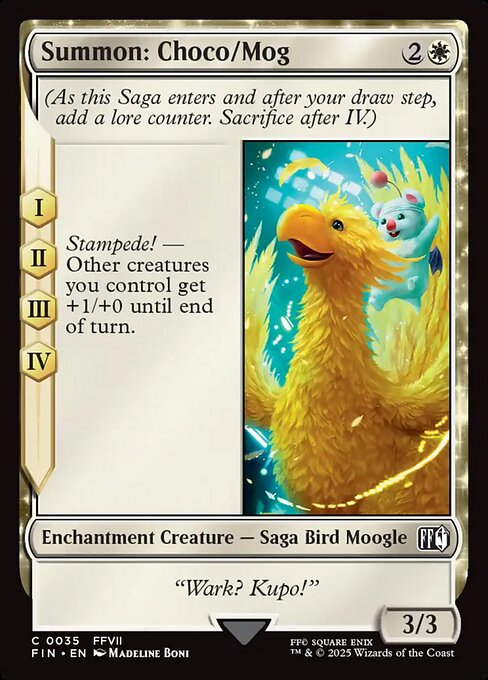 Summon: Choco/Mog 2
(As this Saga enters and after your draw step,
add a lore counter. Sacrifice after IV.)
I
II
III
IV
Stampede! —
Other creatures
you control get
+1/+0 until end
of turn.
Enchantment Creature — Saga Bird Moogle
FF
"Wark? Kupo!"
3/3
C 0035 FFVII
FIN • EN MADELINE BONI
FF© SQUARE ENIX
™ & © 2025 Wizards of the Coast